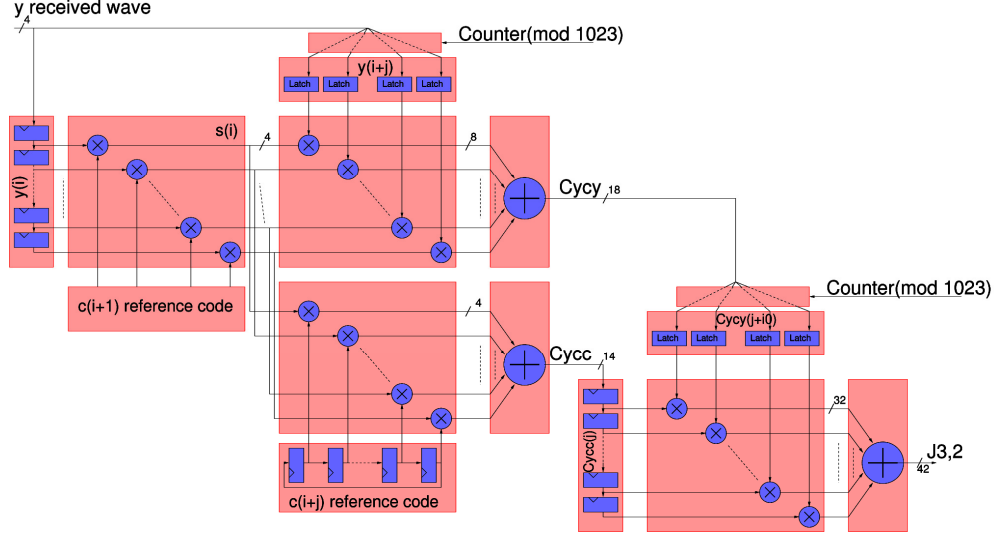 y received wave
4
Counter(mod 1023)
y(i+j)
Latch Latch Latch Latch
s(i)
4
8
y(i)
Cycy
18
c(i+1) reference code
Counter(mod 1023)
4
Cycy(j+i0)
Latch Latch Latch Latch
Cycc
14
32
Cycc(j)
J3,2
42
c(i+j) reference code